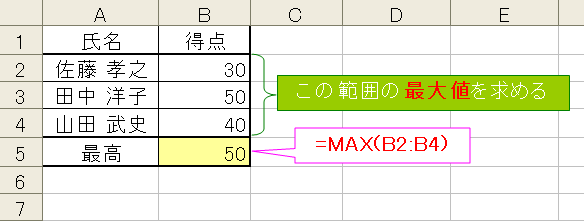 A B C D E
1 氏名 得点
2 佐藤 孝之 30
3 田中 洋子 50
4 山田 武史 40
5 最高 50
6
7
この範囲の最大値を求める
=MAX(B2:B4)